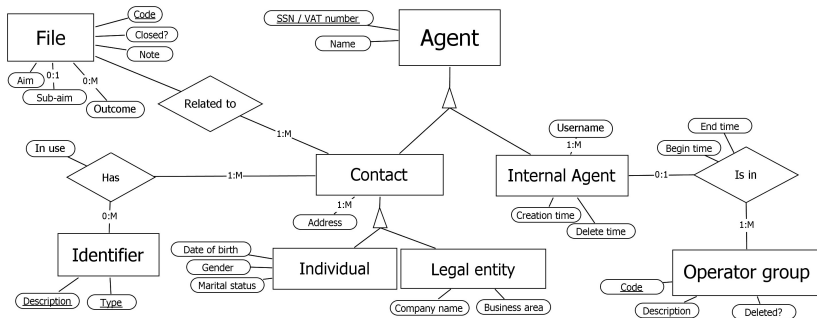 File
Code
Closed?
Note
Aim
0:1
Sub-aim
0:M
Outcome
Related to
1:M
SSN / VAT number
Name
Agent
In use
Has
1:M
0:M
Identifier
Description
Type
Contact
1:M
Address
Date of birth
Gender
Marital status
Individual
Legal entity
Company name
Business area
Username
1:M
Internal Agent
Creation time
Delete time
0:1
End time
Begin time
Is in
1:M
Operator group
Code
Description
Deleted?